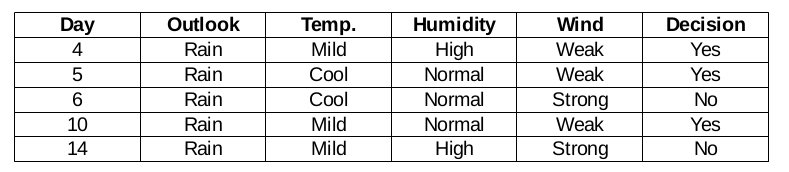 Day Outlook Temp. Humidity Wind Decision
4 Rain Mild High Weak Yes
5 Rain Cool Normal Weak Yes
6 Rain Cool Normal Strong No
10 Rain Mild Normal Weak Yes
14 Rain Mild High Strong No